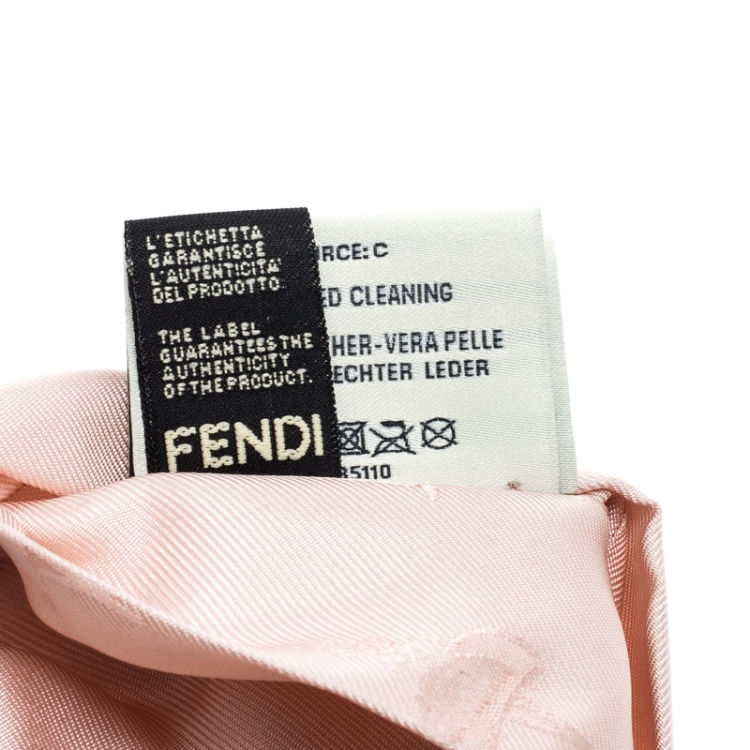 L'ETICHETTA
GARANTISCE
L'AUTENTICITA'
DEL PRODOTTO.
THE LABEL
GUARANTEES THE
AUTHENTICITY
OF THE PRODUCT.
FENDI
RCE: C
ED CLEANING
HER-VERA PELLE
ECHTER LEDER
35110